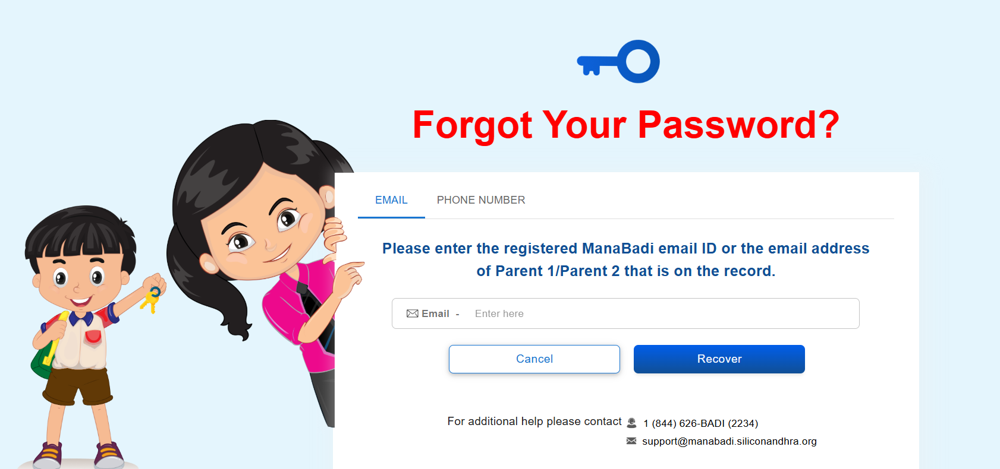 Forgot Your Password?
EMAIL PHONE NUMBER
Please enter the registered ManaBadi email ID or the email address
of Parent 1/Parent 2 that is on the record.
Email - Enter here
Cancel Recover
For additional help please contact 1 (844) 626-BADI (2234)
support@manabadi.siliconandhra.org